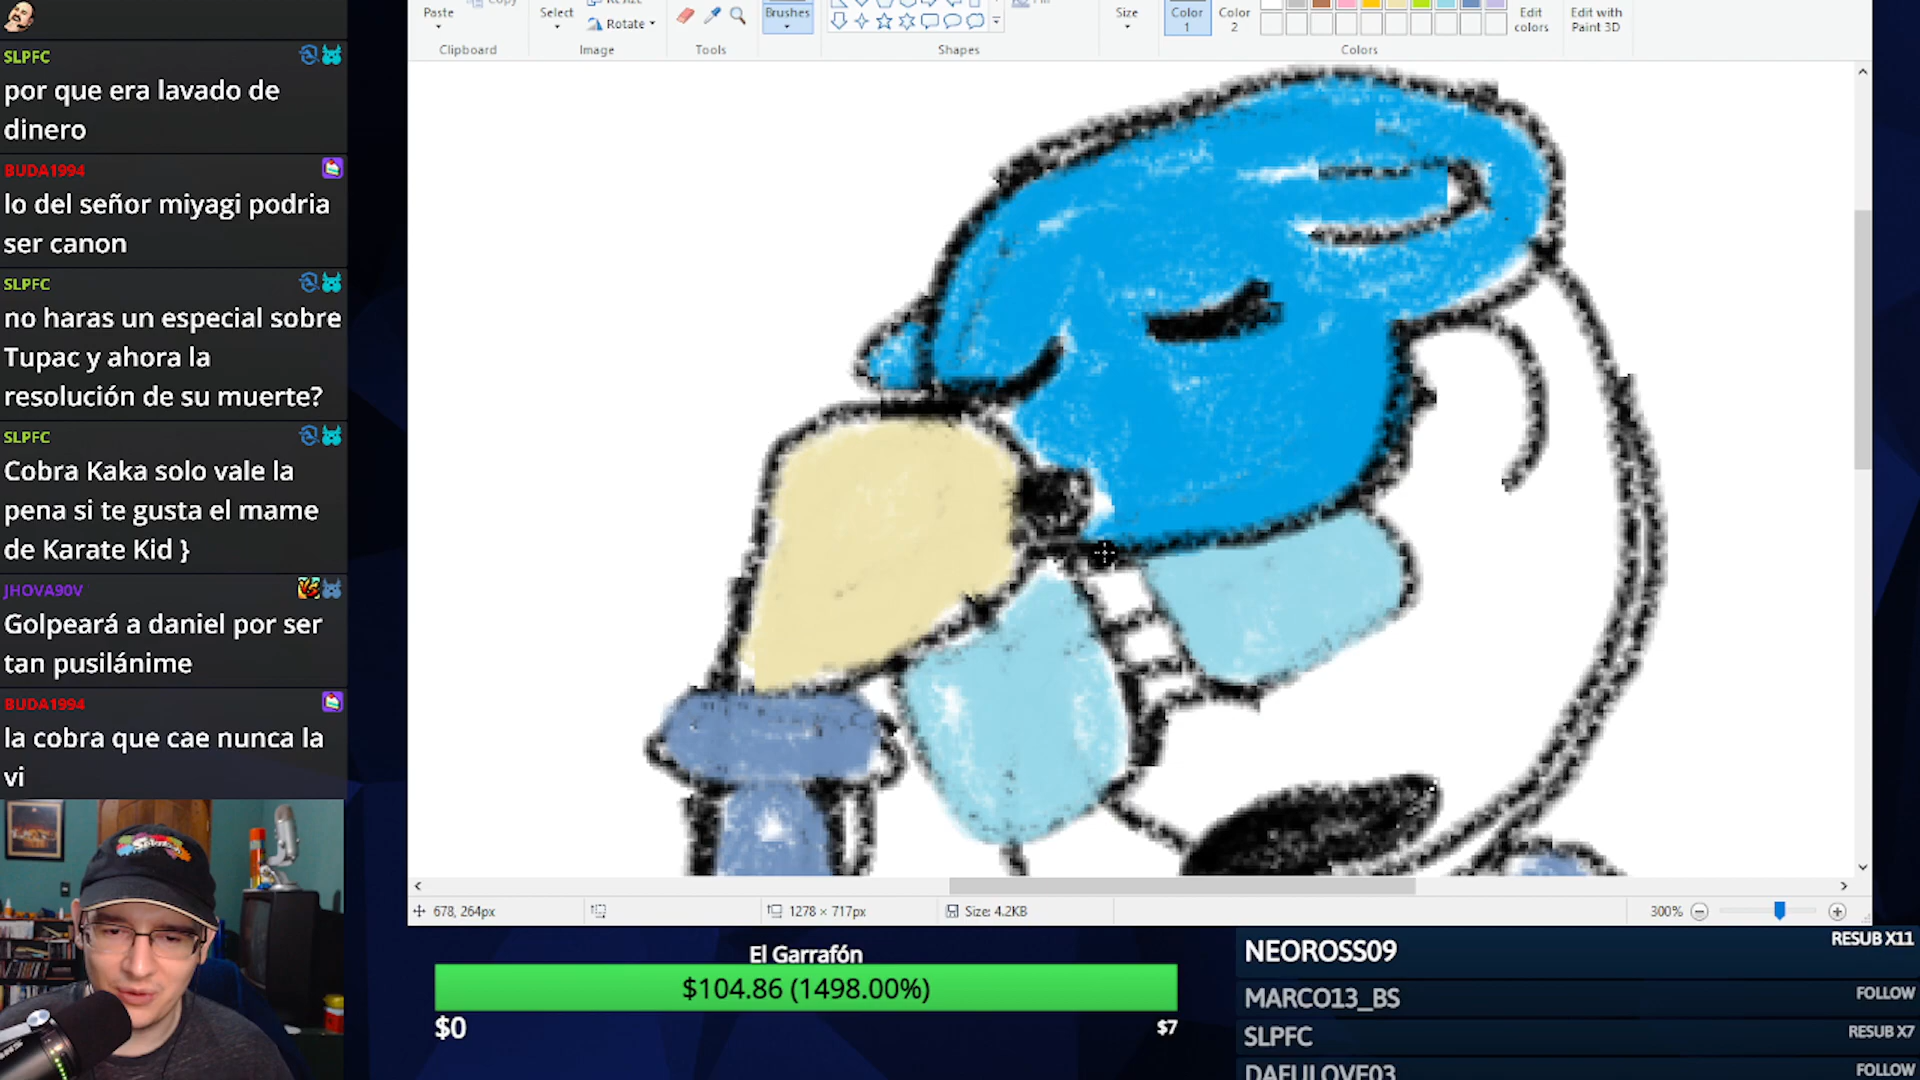 SLPFC
por que era lavado de
dinero
BUDA1994
lo del señor miyagi podria
ser canon
SLPFC
no haras un especial sobre
Tupac y ahora la
resolución de su muerte?
SLPFC
Cobra Kaka solo vale la
pena si te gusta el mame
de Karate Kid }
JHOVA90V
Golpeará a daniel por ser
tan pusilánime
BUDA1994
la cobra que cae nunca la
vi
Paste
Copy
Clipboard
Select
Rotate
Image
Tools
Brushes
Shapes
Size
Color
1
Color
2
Edit
colors
Edit with
Paint 3D
Colors
678, 264px
1278 × 717px
Size: 4.2KB
300%
El Garrafón
$104.86 (1498.00%)
$0
$7
NEOROSS09
RESUB X11
MARCO13_BS
FOLLOW
SLPFC
RESUB X7
DAFULOVE03
FOLLOW